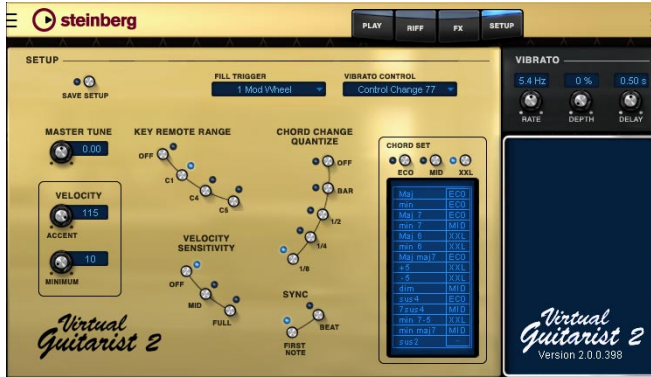 steinberg
PLAY RIFF FX SETUP
SETUP
SAVE SETUP
FILL TRIGGER
1 Mod Wheel
VIBRATO CONTROL
Control Change 77
VIBRATO
5.4 Hz 0 % 0.50 s
RATE DEPTH DELAY
MASTER TUNE
0.00
KEY REMOTE RANGE
OFF
C1
C4
C5
CHORD CHANGE
QUANTIZE
OFF
BAR
1/2
1/4
1/8
VELOCITY
115
ACCENT
10
MINIMUM
VELOCITY
SENSITIVITY
OFF
MID
FULL
SYNC
FIRST
NOTE
BEAT
CHORD SET
ECO MID XXL
Maj ECO
min ECO
Maj 7 ECO
min 7 MID
Maj 6 XXL
min 6 XXL
Maj maj7 ECO
+5 XXL
-5 XXL
dim MID
sus4 ECO
7sus4 MID
min 7-5 XXL
min maj7 MID
sus2 --
Virtual
Guitarist 2
Virtual
Guitarist 2
Version 2.0.0.398